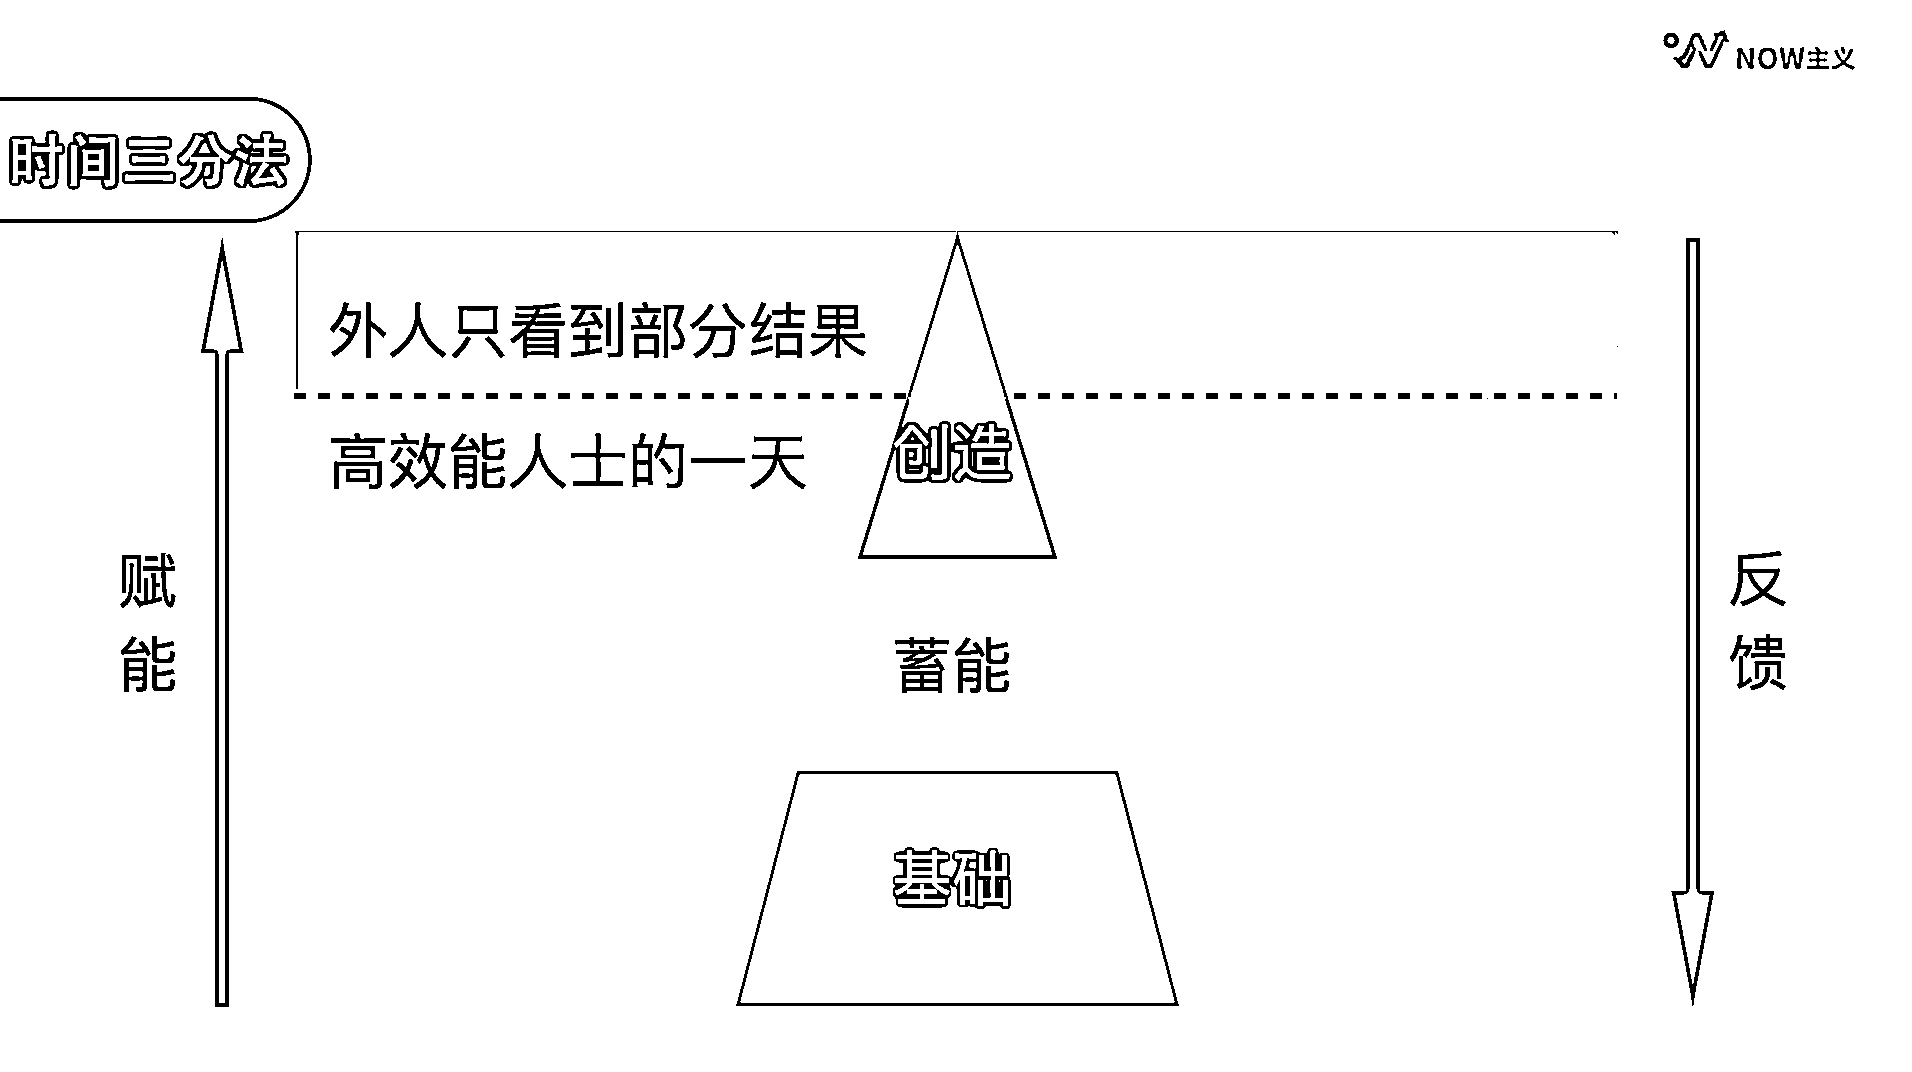 NOW主义
时间三分法
外人只看到部分结果
高效能人士的一天
创造
赋能
蓄能
反馈
基础